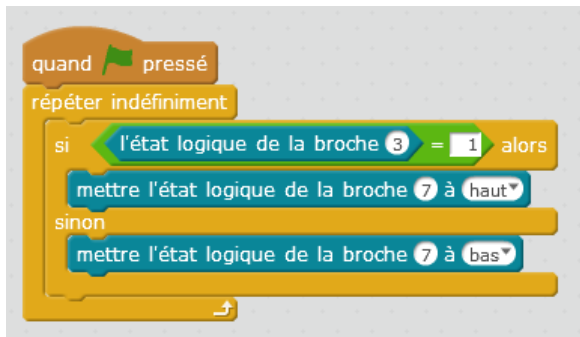 quand pressé
répéter indéfiniment
si l'état logique de la broche 3 = 1 alors
mettre l'état logique de la broche 7 à haut
sinon
mettre l'état logique de la broche 7 à bas